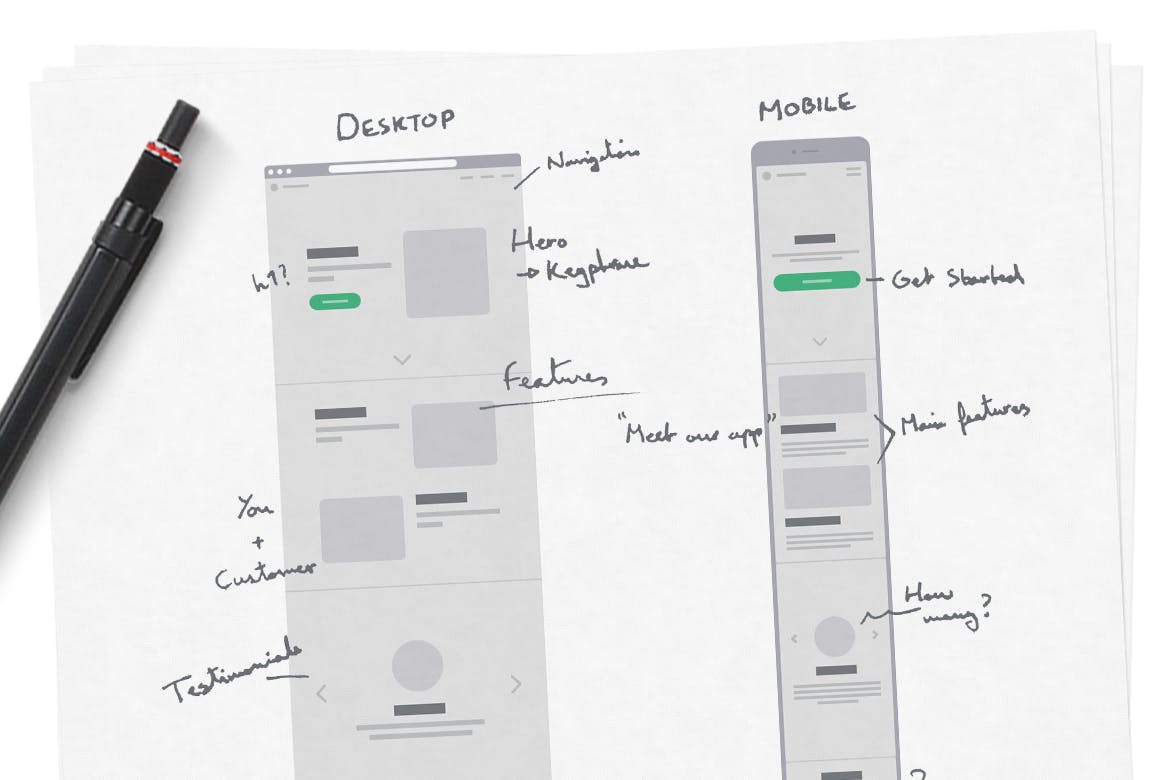 DESKTOP
MOBILE
Navigation
Hero
→ Keyphrase
h1?
Get Started
Features
"Meet our app"
Main features
You
+
Customer
How
many?
Testimonials
?